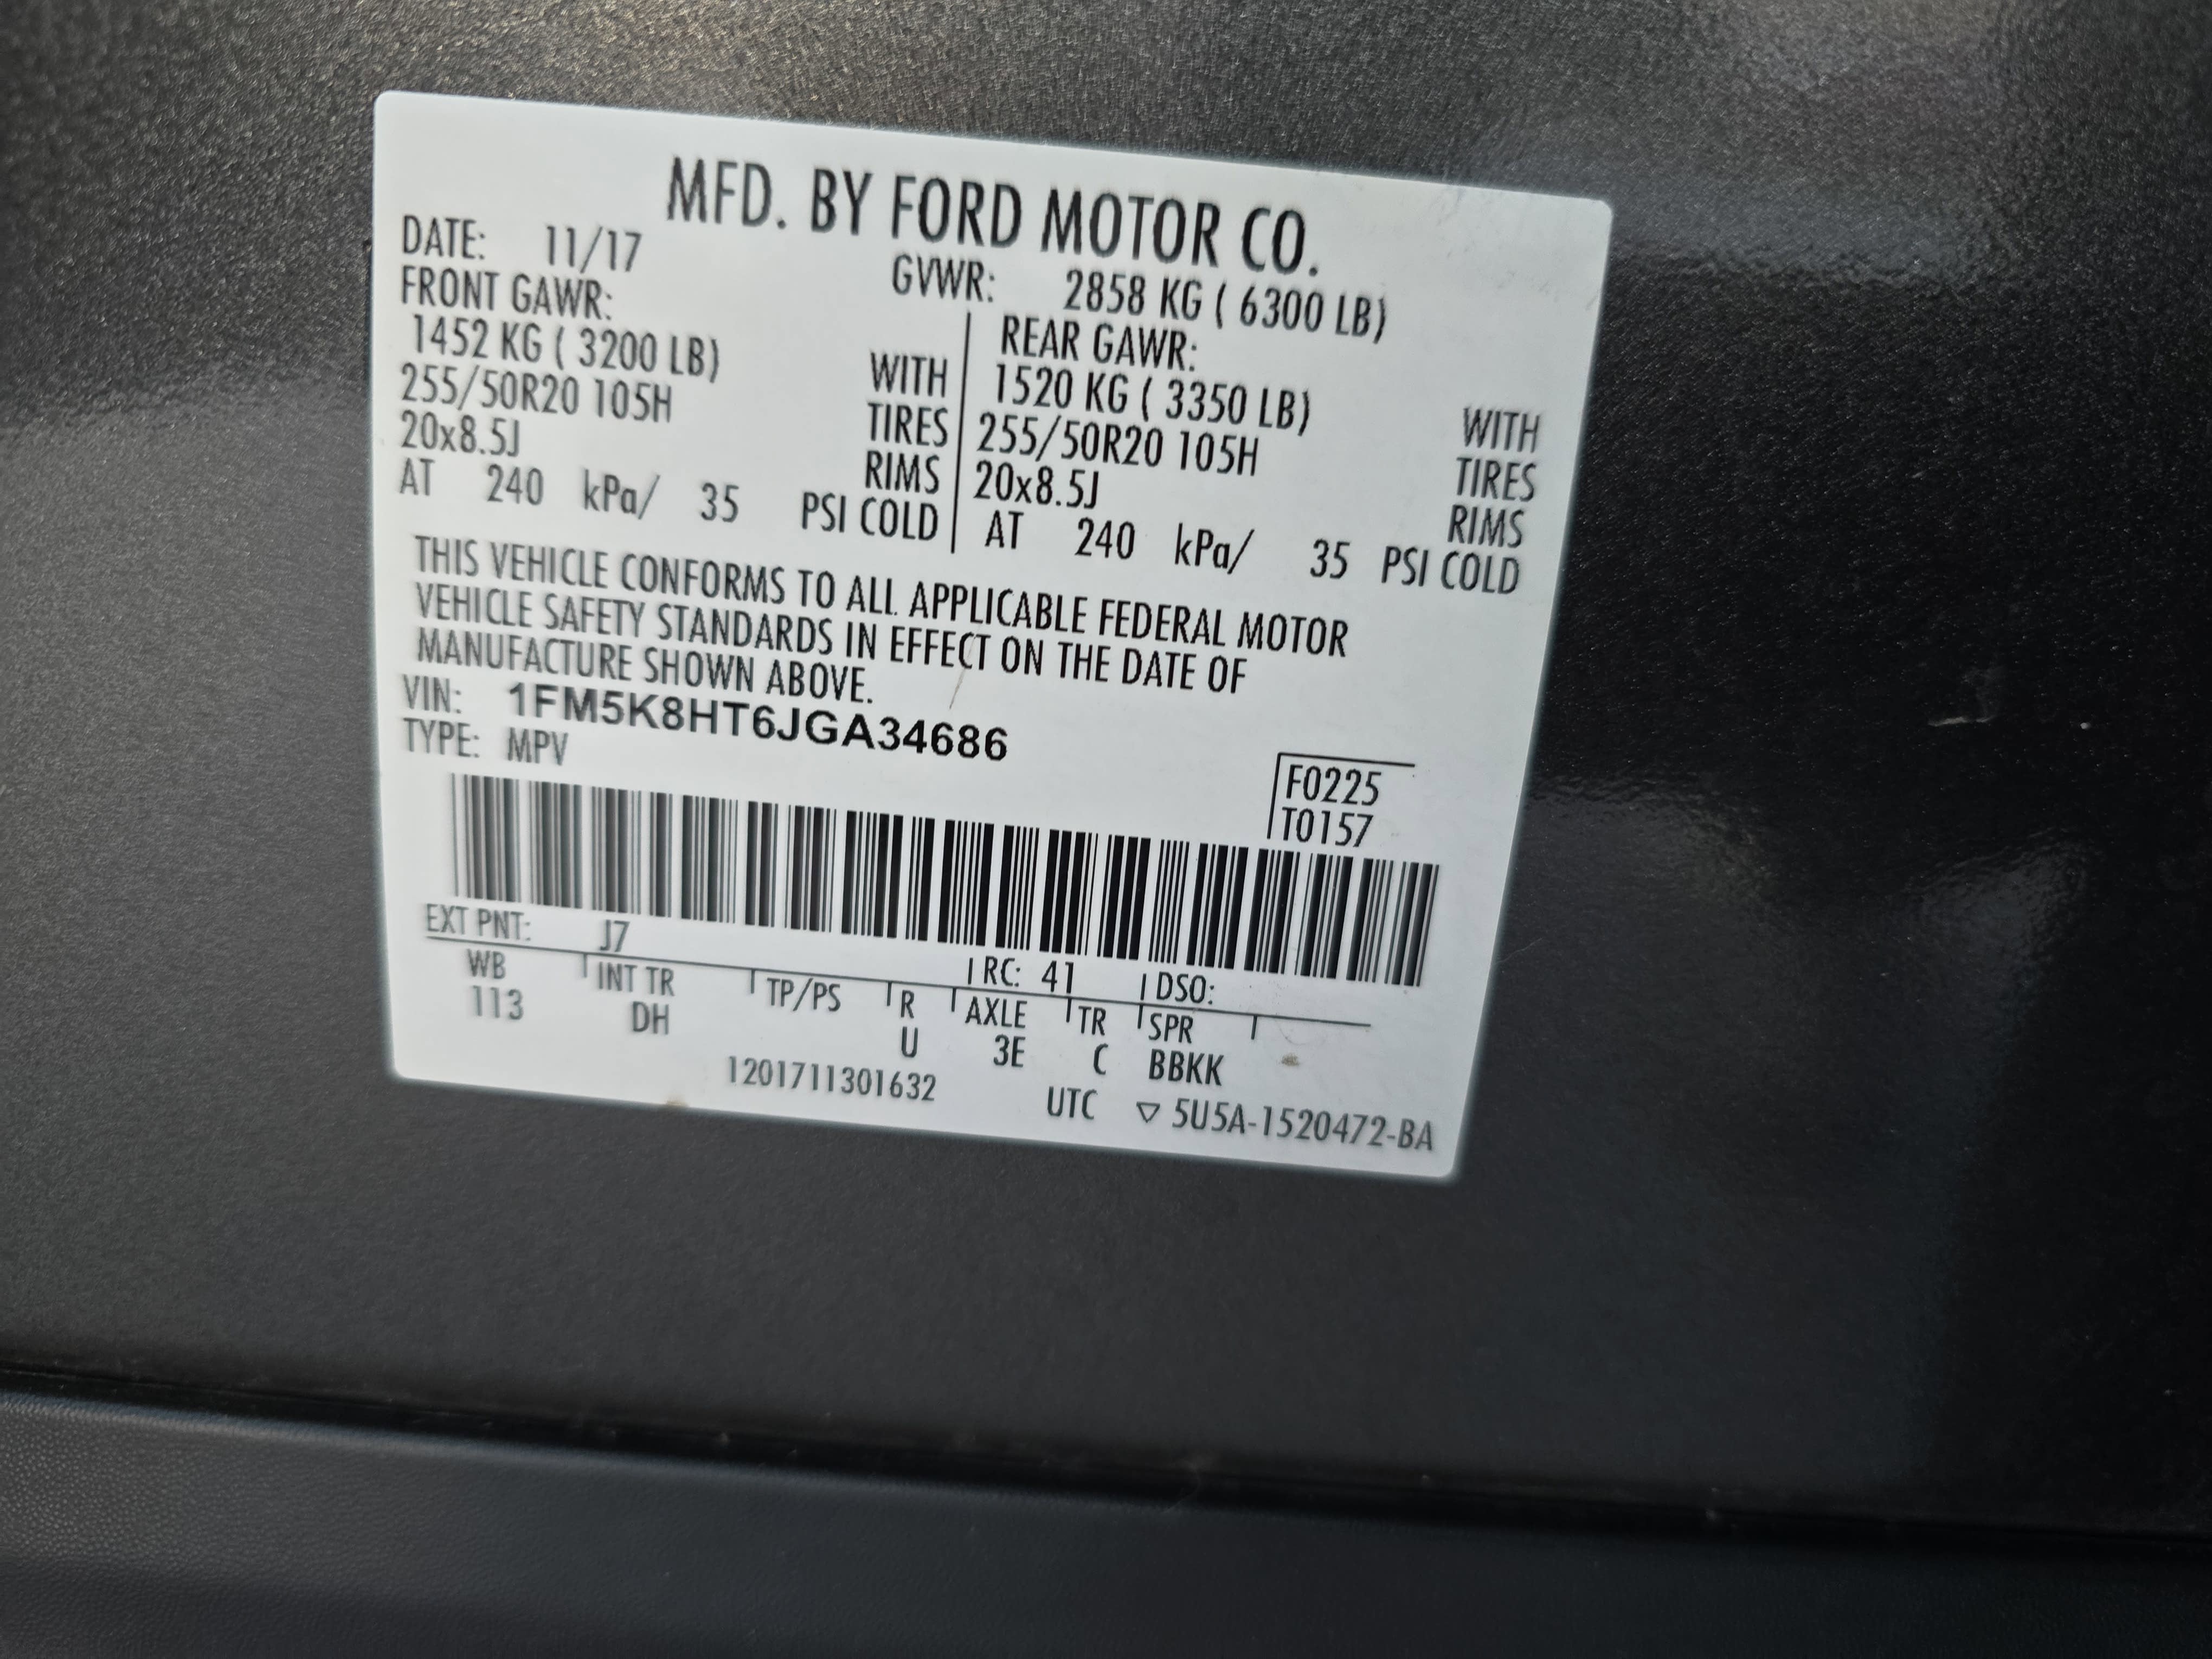 MFD. BY FORD MOTOR CO.
DATE: 11/17 GVWR: 2858 KG ( 6300 LB)
FRONT GAWR: REAR GAWR:
1452 KG ( 3200 LB) WITH 1520 KG ( 3350 LB) WITH
255/50R20 105H TIRES 255/50R20 105H TIRES
20x8.5J RIMS 20x8.5J RIMS
AT 240 kPa/ 35 PSI COLD AT 240 kPa/ 35 PSI COLD
THIS VEHICLE CONFORMS TO ALL APPLICABLE FEDERAL MOTOR
VEHICLE SAFETY STANDARDS IN EFFECT ON THE DATE OF
MANUFACTURE SHOWN ABOVE.
VIN: 1FM5K8HT6JGA34686
TYPE: MPV
F0225
T0157
EXT PNT: J7 RC: 41 DSO:
WB INT TR TP/PS R AXLE TR SPR
113 DH U 3E C BBKK
1201711301632 UTC ▽ 5U5A-1520472-BA